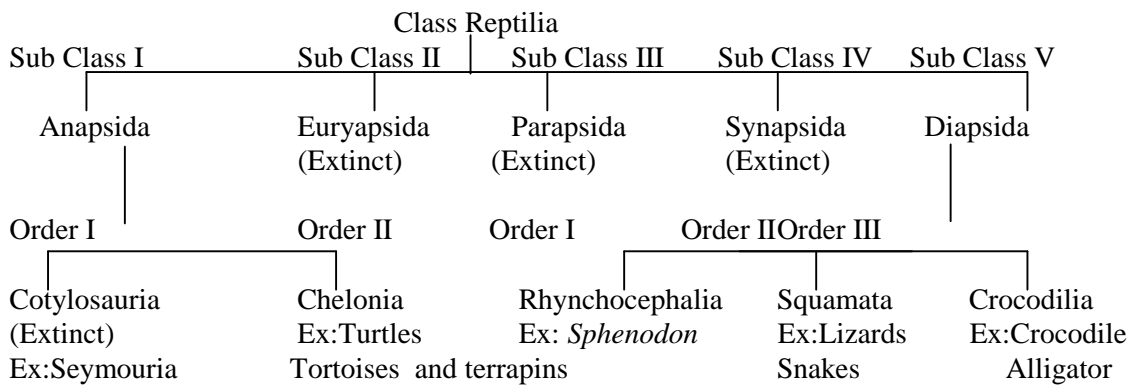 Class Reptilia
Sub Class I Sub Class II Sub Class III Sub Class IV Sub Class V
Anapsida Euryapsida Parapsida Synapsida Diapsida
(Extinct) (Extinct) (Extinct)
Order I Order II Order I Order IIOrder III
Cotylosauria Chelonia Rhynchocephalia Squamata Crocodilia
(Extinct) Ex:Turtles Ex: Sphenodon Ex:Lizards Ex:Crocodile
Ex:Seymouria Tortoises and terrapins Snakes Alligator